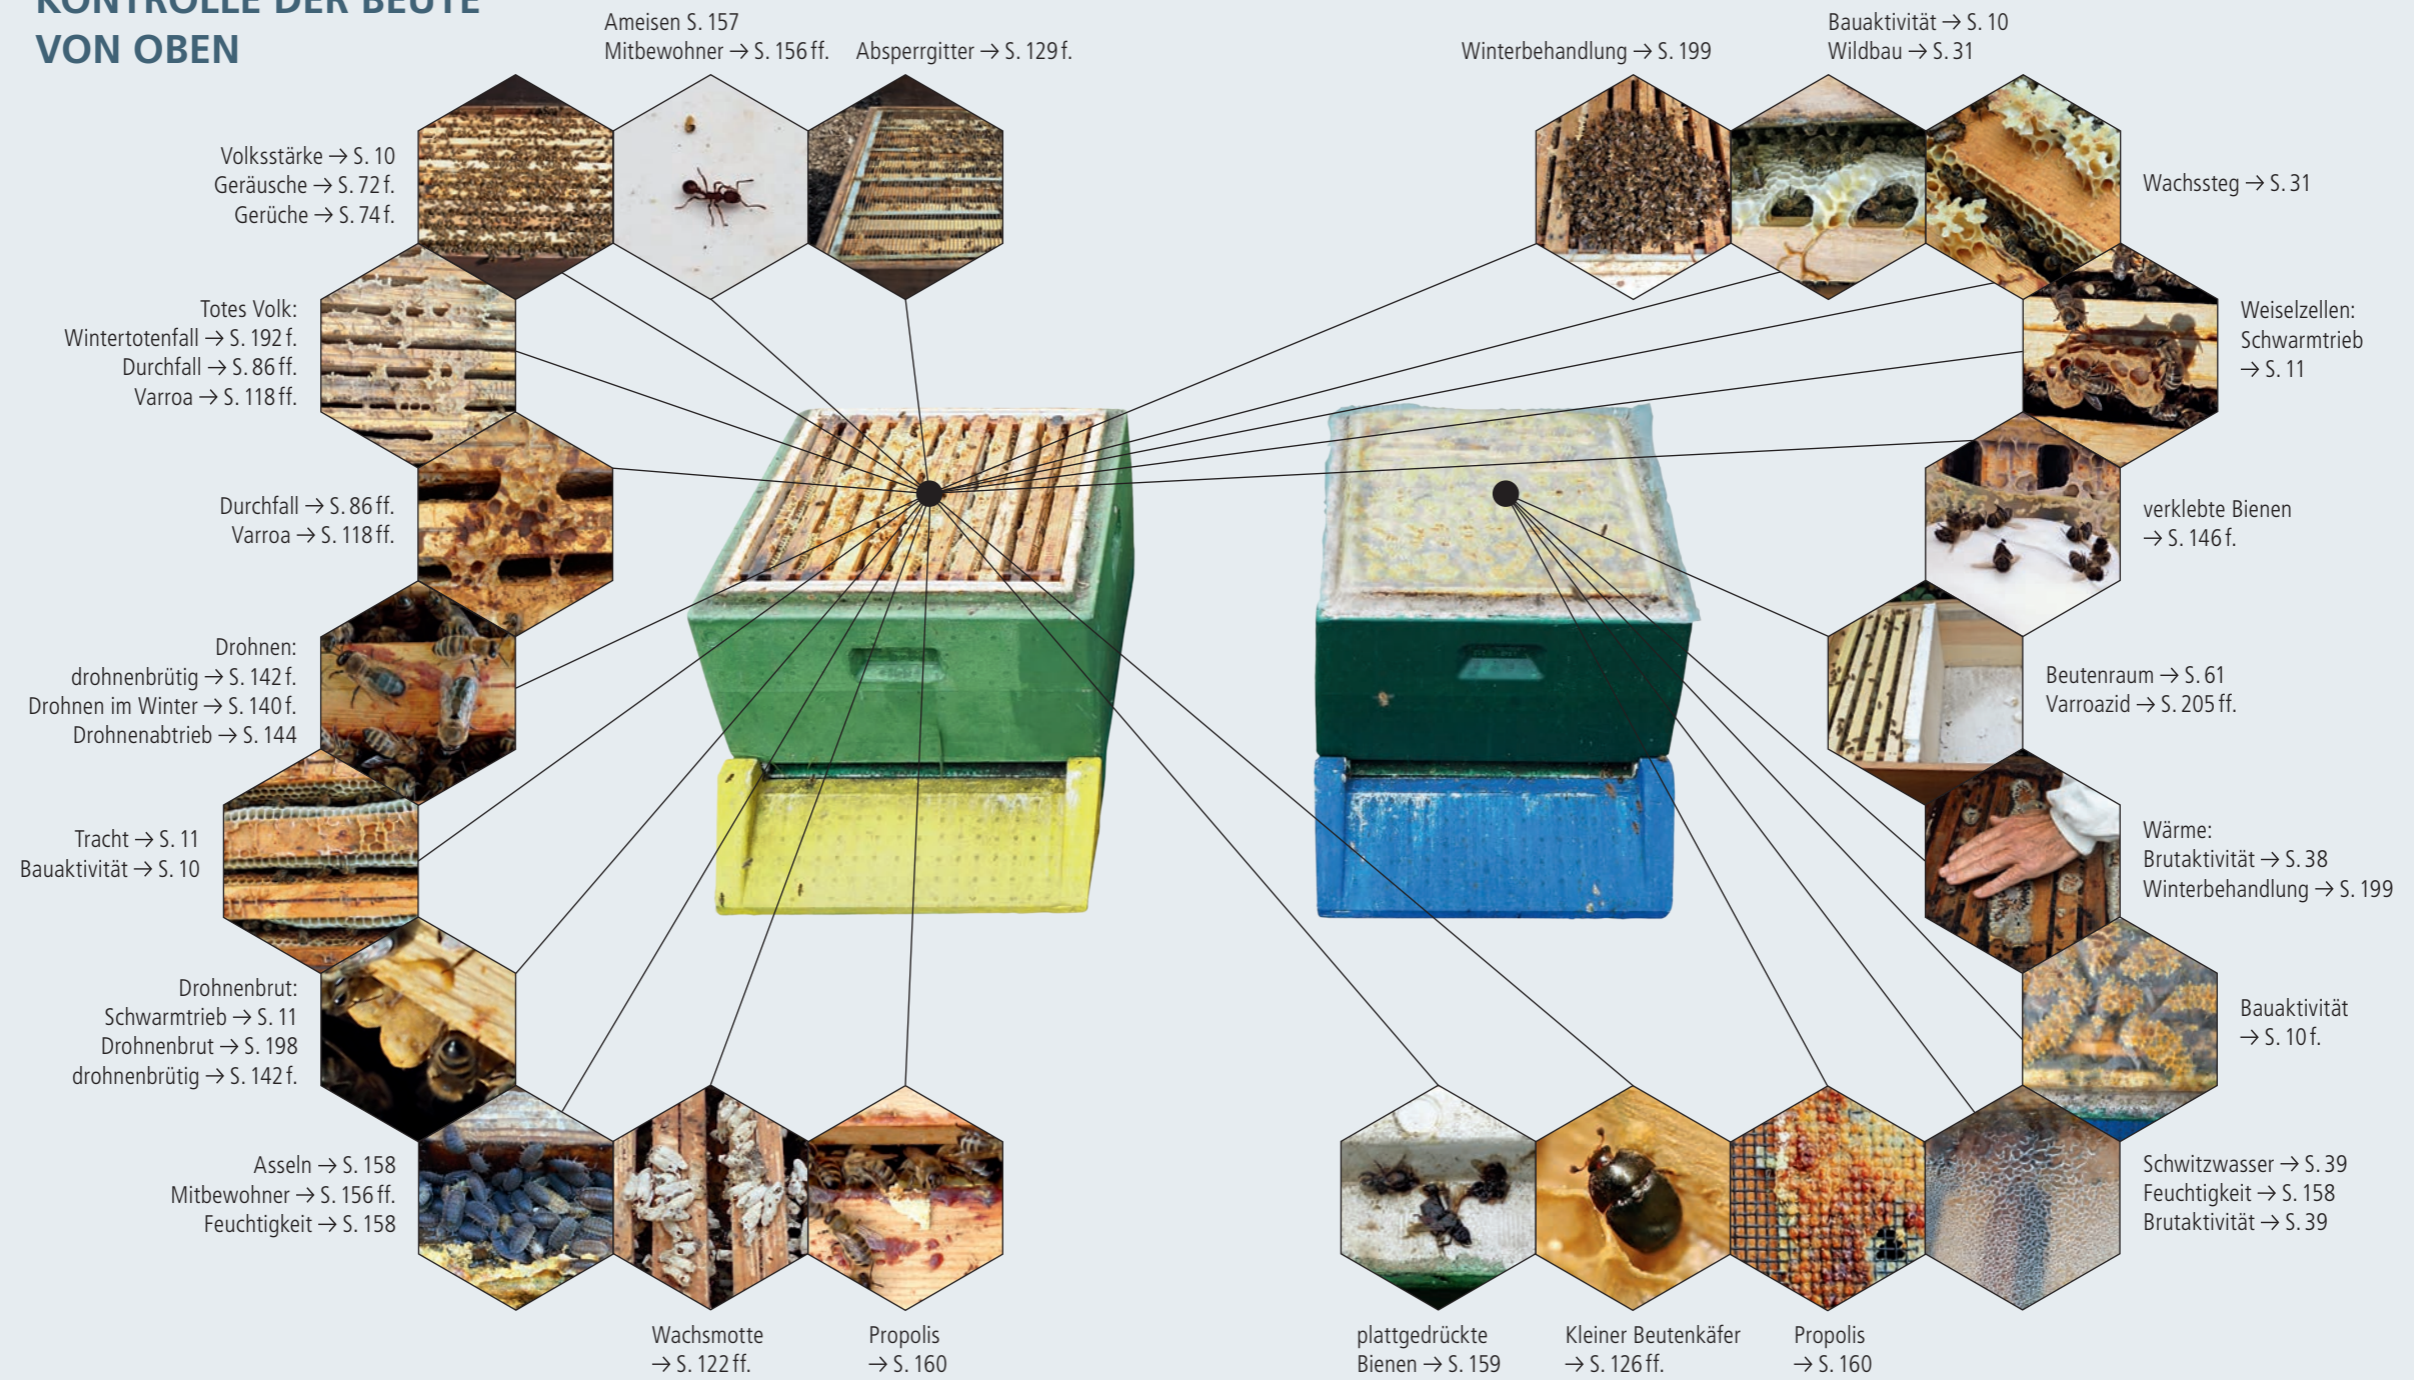 KONTROLLE DER BEUTE
VON OBEN
Ameisen S. 157
Mitbewohner → S. 156 ff.
Absperrgitter → S. 129 f.
Winterbehandlung → S. 199
Bauaktivität → S. 10
Wildbau → S. 31
Volksstärke → S. 10
Geräusche → S. 72 f.
Gerüche → S. 74 f.
Wachssteg → S. 31
Totes Volk:
Wintertotenfall → S. 192 f.
Durchfall → S. 86 ff.
Varroa → S. 118 ff.
Weiselzellen:
Schwarmtrieb
→ S. 11
Durchfall → S. 86 ff.
Varroa → S. 118 ff.
verklebte Bienen
→ S. 146 f.
Drohnen:
drohnenbrütig → S. 142 f.
Drohnen im Winter → S. 140 f.
Drohnenabtrieb → S. 144
Beutenraum → S. 61
Varroazid → S. 205 ff.
Tracht → S. 11
Bauaktivität → S. 10
Wärme:
Brutaktivität → S. 38
Winterbehandlung → S. 199
Drohnenbrut:
Schwarmtrieb → S. 11
Drohnenbrut → S. 198
drohnenbrütig → S. 142 f.
Bauaktivität
→ S. 10 f.
Asseln → S. 158
Mitbewohner → S. 156 ff.
Feuchtigkeit → S. 158
Schwitzwasser → S. 39
Feuchtigkeit → S. 158
Brutaktivität → S. 39
Wachsmotte
→ S. 122 ff.
Propolis
→ S. 160
plattgedrückte
Bienen → S. 159
Kleiner Beutenkäfer
→ S. 126 ff.
Propolis
→ S. 160